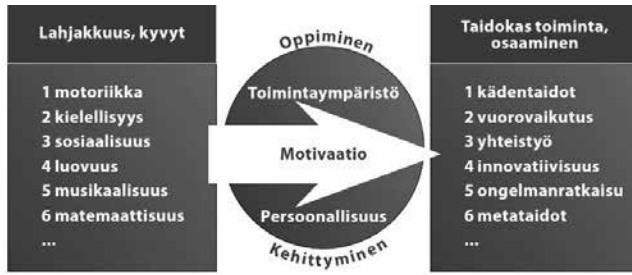 Lahjakkuus, kyvyt
1 motoriikka
2 kielellisyys
3 sosiaalisuus
4 luovuus
5 musikaalisuus
6 matemaattisuus
...
Oppiminen
Toimintaympäristö
Motivaatio
Persoonallisuus
Kehittyminen
Taidokas toiminta,
osaaminen
1 kädentaidot
2 vuorovaikutus
3 yhteistyö
4 innovatiivisuus
5 ongelmanratkaisu
6 metataidot
...